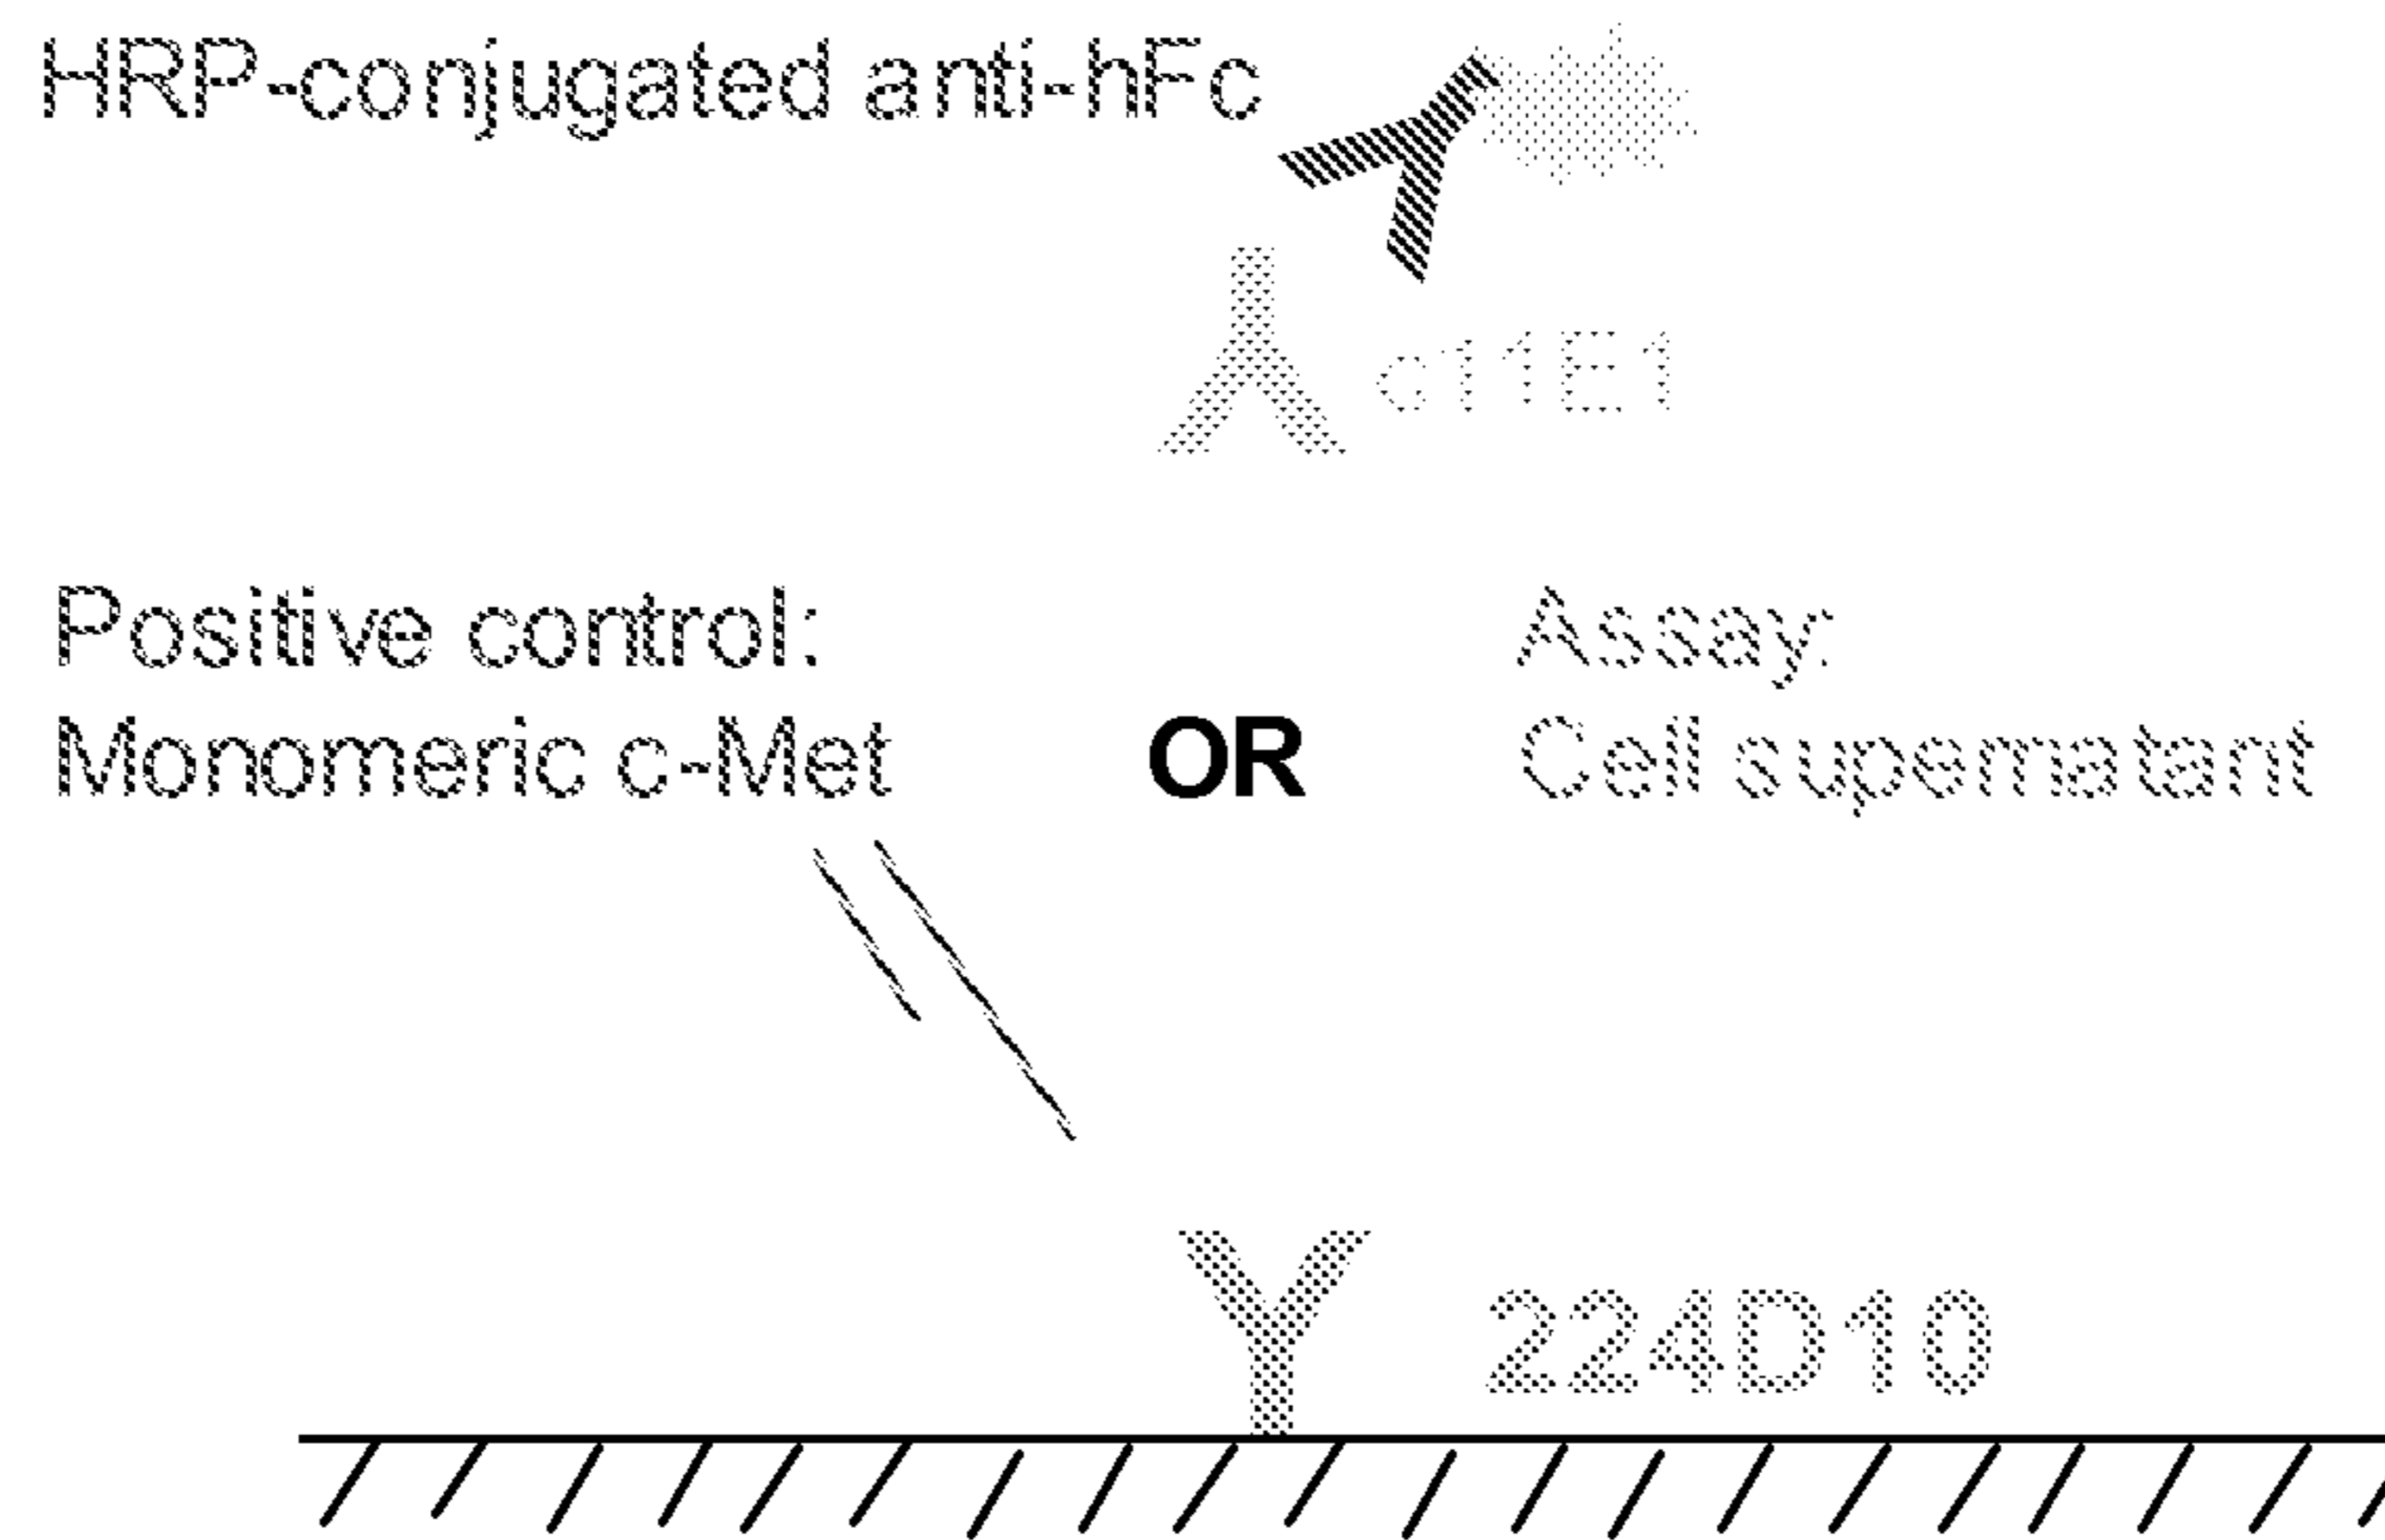 HRP-conjugated anti-hFc
c11E1
Positive control:
Monomeric c-Met
OR
Assay:
Cell supernatant
224D10